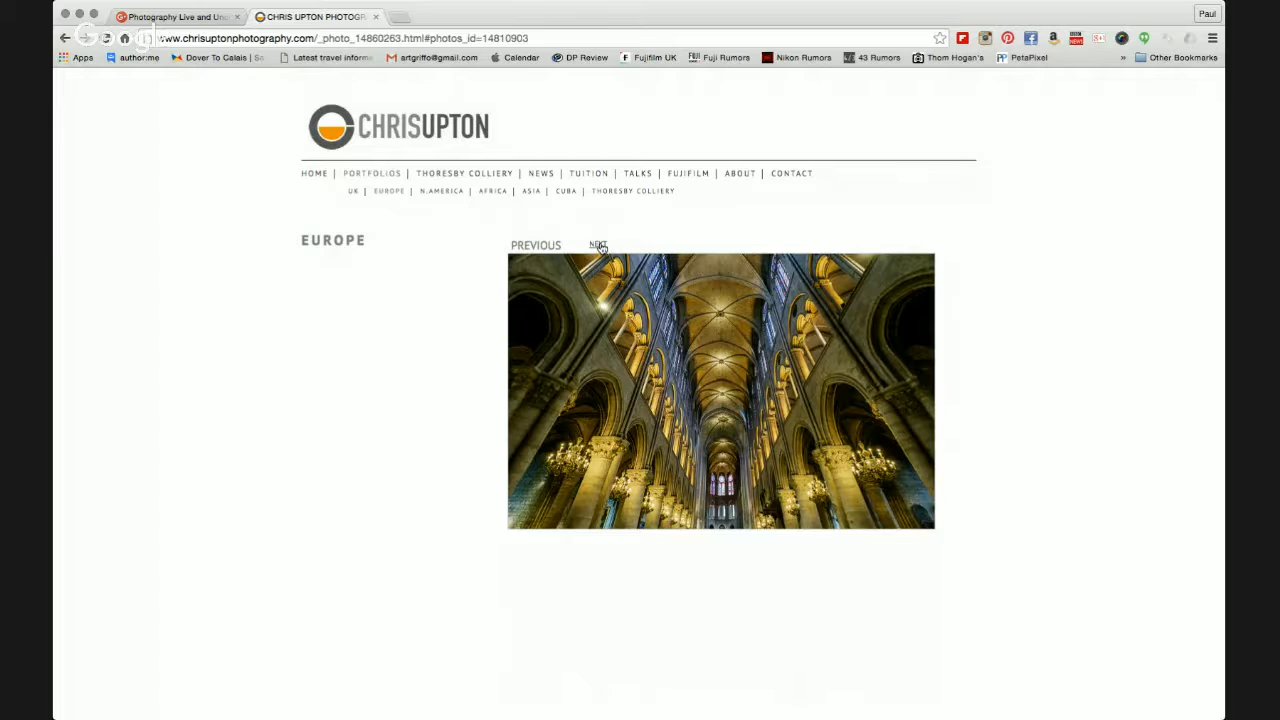 Photography Live and Un
CHRIS UPTON PHOTOGR
Paul
www.chrisuptonphotography.com/_photo_14860263.html#photos_id=14810903
Apps author:me Dover To Calais | Sa Latest travel inform artgriffo@gmail.com Calendar DP Review Fujifilm UK Fuji Rumors Nikon Rumors 43 Rumors Thom Hogan's PetaPixel » Other Bookmarks
CHRISUPTON
HOME | PORTFOLIOS | THORESBY COLLIERY | NEWS | TUITION | TALKS | FUJIFILM | ABOUT | CONTACT
UK | EUROPE | N.AMERICA | AFRICA | ASIA | CUBA | THORESBY COLLIERY
EUROPE
PREVIOUS NEXT